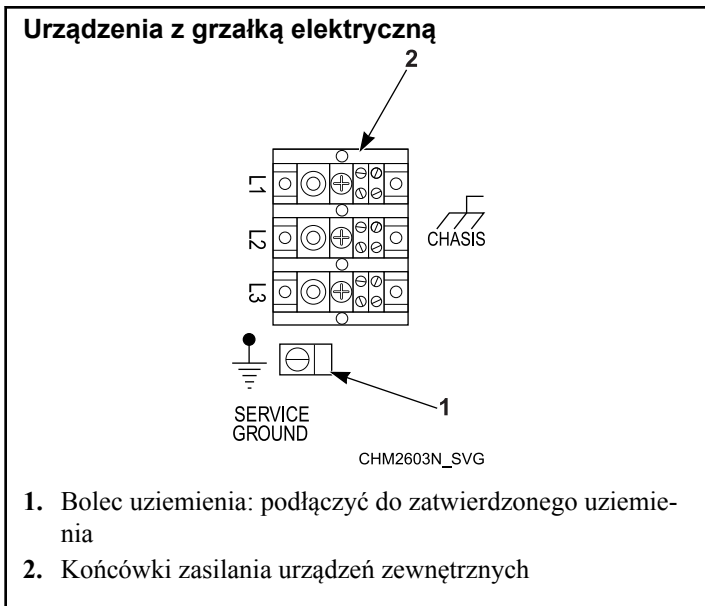 Urządzenia z grzałką elektryczną
2
L1
L2
L3
CHASIS
1
SERVICE
GROUND
CHM2603N_SVG
1. Bolec uziemienia: podłączyć do zatwierdzonego uziemie-
nia
2. Końcówki zasilania urządzeń zewnętrznych